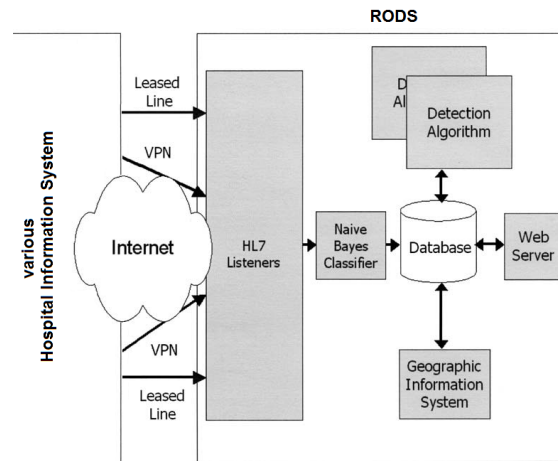 RODS
Leased
Line
VPN
various
Hospital Information System
Internet
VPN
Leased
Line
HL7
Listeners
Naive
Bayes
Classifier
D
Al
Detection
Algorithm
Database
Web
Server
Geographic
Information
System